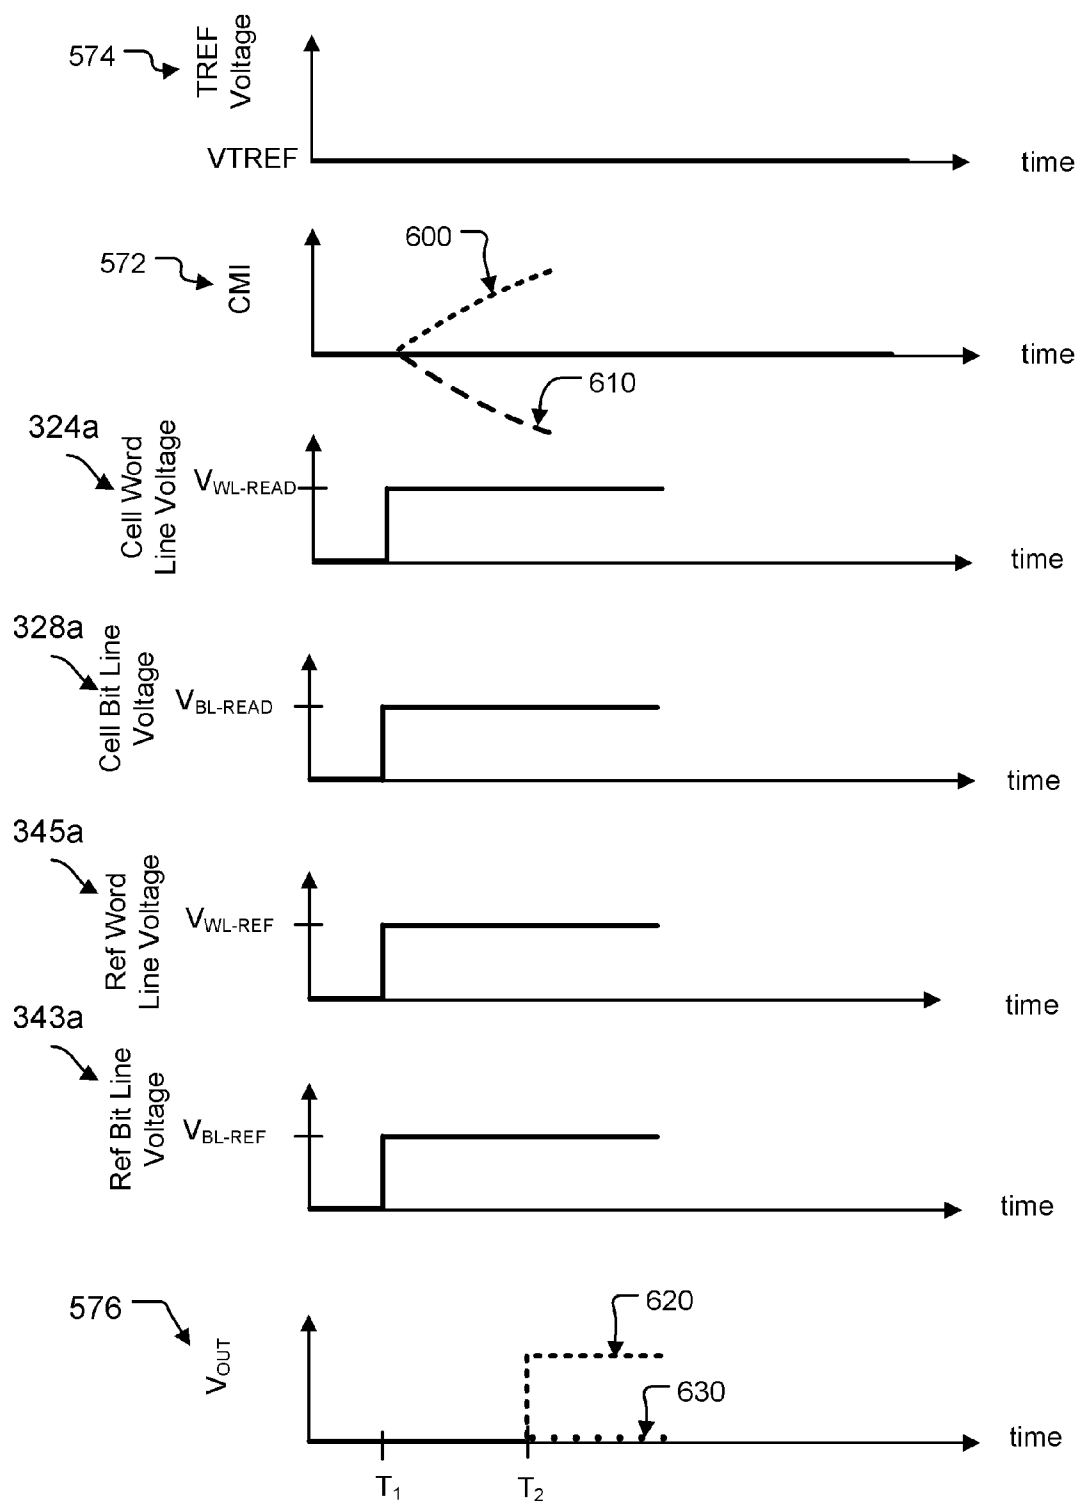 574
TREF
Voltage
VTREF
time
572
CMI
600
time
610
324a
Cell Word
Line Voltage
VWL-READ
time
328a
Cell Bit Line
Voltage
VBL-READ
time
345a
Ref Word
Line Voltage
VWL-REF
time
343a
Ref Bit Line
Voltage
VBL-REF
time
576
VOUT
620
630
time
T1
T2